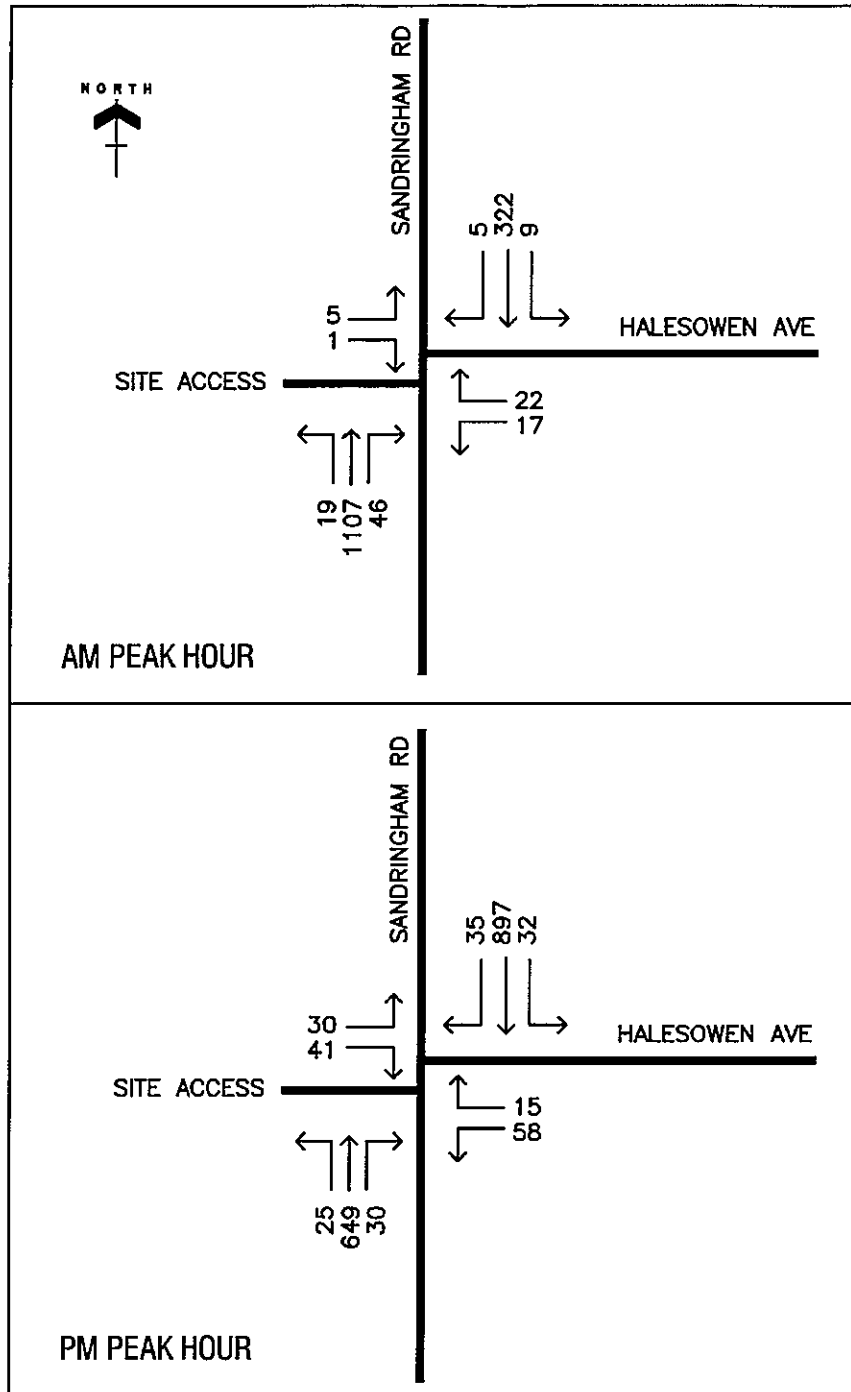 NORTH
SANDRINGHAM RD
5
322
9
5
1
HALESOWEN AVE
SITE ACCESS
22
17
19
1107
46
AM PEAK HOUR
SANDRINGHAM RD
35
897
32
30
41
HALESOWEN AVE
SITE ACCESS
15
58
25
649
30
PM PEAK HOUR